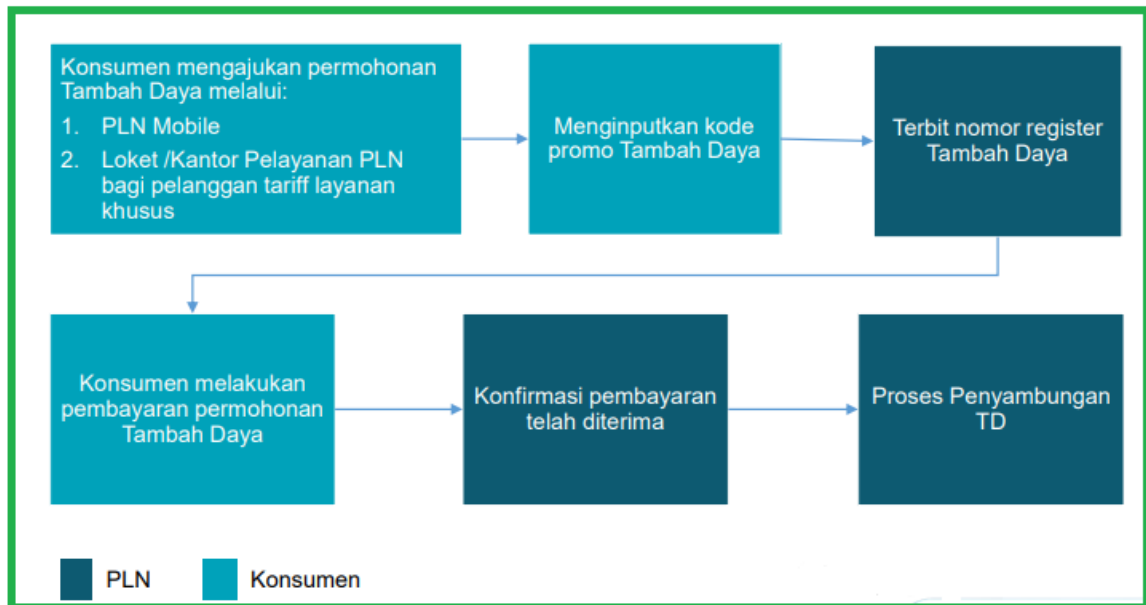 Konsumen mengajukan permohonan
Tambah Daya melalui:
1. PLN Mobile
2. Loket /Kantor Pelayanan PLN
bagi pelanggan tariff layanan
khusus
Menginputkan kode
promo Tambah Daya
Terbit nomor register
Tambah Daya
Konsumen melakukan
pembayaran permohonan
Tambah Daya
Konfirmasi pembayaran
telah diterima
Proses Penyambungan
TD
PLN
Konsumen